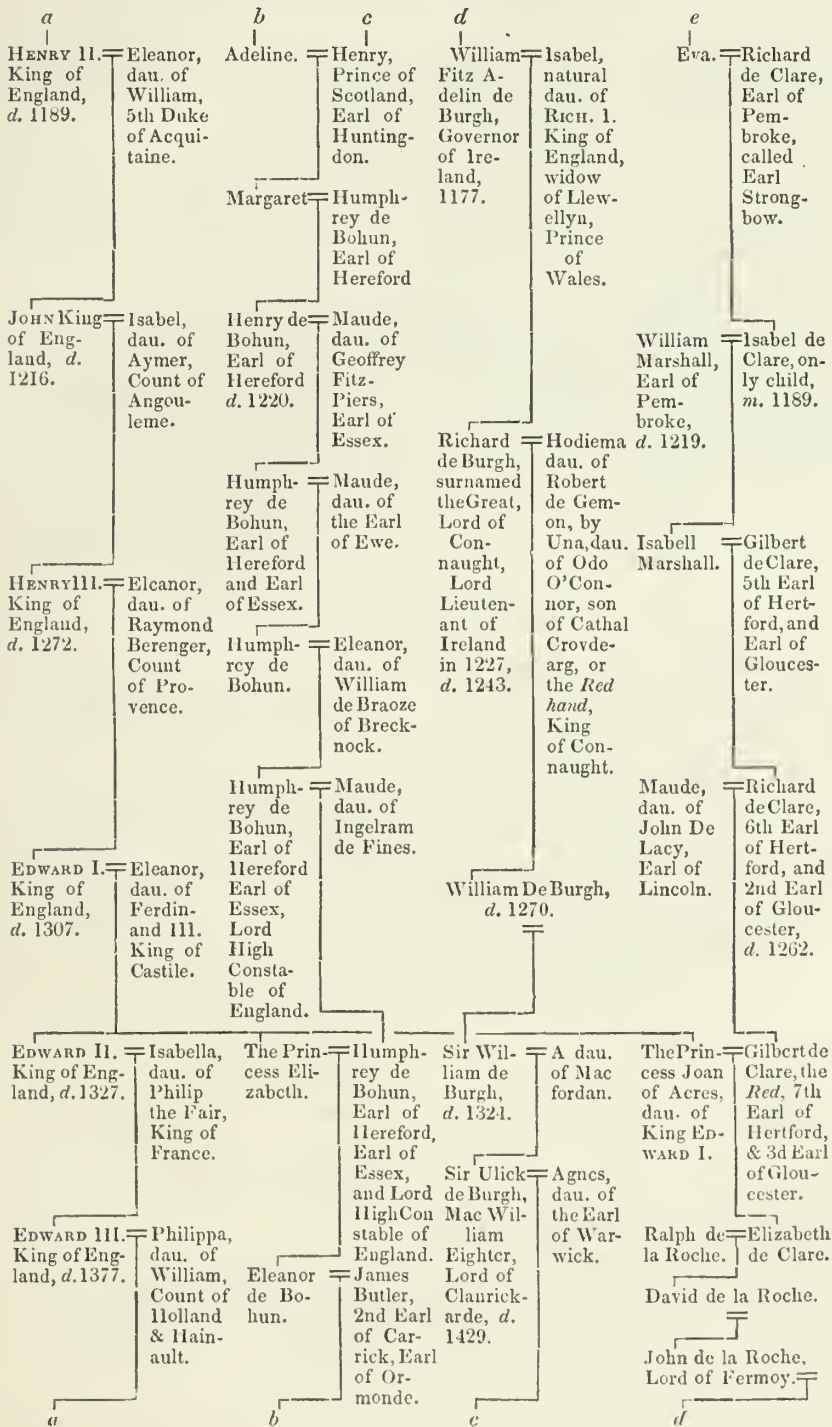 a
b
c
d
e
HENRY II.
King of
England,
d. 1189.
Eleanor,
dau. of
William,
5th Duke
of Acqui-
taine.
Adeline.
Henry,
Prince of
Scotland,
Earl of
Hunting-
don.
William
Fitz A-
delin de
Burgh,
Governor
of Ire-
land,
1177.
Isabel,
natural
dau. of
RICH. 1.
King of
England,
widow
of Llew-
ellyn,
Prince
of
Wales.
Eva.
Richard
de Clare,
Earl of
Pem-
broke,
called
Earl
Strong-
bow.
Margaret
Humph-
rey de
Bohun,
Earl of
Hereford
JOHN King
of Eng-
land, d.
1216.
Isabel,
dau. of
Aymer,
Count of
Angou-
leme.
Henry de
Bohun,
Earl of
Hereford
d. 1220.
Maude,
dau. of
Geoffrey
Fitz-
Piers,
Earl of
Essex.
William
Marshall,
Earl of
Pem-
broke,
d. 1219.
Isabel de
Clare, on-
ly child,
m. 1189.
Richard
de Burgh,
surnamed
the Great,
Lord of
Con-
naught,
Lord
Lieuten-
ant of
Ireland
in 1227,
d. 1243.
Hodiema
dau. of
Robert
de Gem-
on, by
Una, dau.
of Odo
O'Con-
nor, son
of Cathal
Crovde-
arg, or
the Red
hand,
King
of Con-
naught.
Humph-
rey de
Bohun,
Earl of
Hereford
and Earl
of Essex.
Maude,
dau. of
the Earl
of Ewe.
Isabell
Marshall.
Gilbert
de Clare,
5th Earl
of Hert-
ford, and
Earl of
Glouces-
ter.
HENRY III.
King of
England,
d. 1272.
Eleanor,
dau. of
Raymond
Berenger,
Count
of Pro-
vence.
Humph-
rey de
Bohun.
Eleanor,
dau. of
William
de Braoze
of Breck-
nock.
Humph-
rey de
Bohun,
Earl of
Hereford
Earl of
Essex,
Lord
High
Consta-
ble of
England.
Maude,
dau. of
Ingelram
de Fines.
Maude,
dau. of
John De
Lacy,
Earl of
Lincoln.
Richard
de Clare,
6th Earl
of Hert-
ford, and
2nd Earl
of Glou-
cester,
d. 1262.
EDWARD I.
King of
England,
d. 1307.
Eleanor,
dau. of
Ferdin-
and III.
King of
Castile.
William De Burgh,
d. 1270.
EDWARD II.
King of Eng-
land, d. 1327.
Isabella,
dau. of
Philip
the Fair,
King of
France.
The Prin-
cess Eli-
zabeth.
Humph-
rey de
Bohun,
Earl of
Hereford,
Earl of
Essex,
and Lord
High Con
stable of
England.
Sir Wil-
liam de
Burgh,
d. 1324.
A dau.
of Mac
fordan.
The Prin-
cess Joan
of Acres,
dau. of
King ED-
WARD I.
Gilbert de
Clare, the
Red, 7th
Earl of
Hertford,
& 3d Earl
of Glou-
cester.
Sir Ulick
de Burgh,
Mac Wil-
liam
Eighter,
Lord of
Clanrick-
arde, d.
1429.
Agnes,
dau. of
the Earl
of War-
wick.
EDWARD III.
King of Eng-
land, d. 1377.
Philippa,
dau. of
William,
Count of
Holland
& Hain-
ault.
Eleanor
de Bo-
hun.
James
Butler,
2nd Earl
of Car-
rick, Earl
of Or-
monde.
Ralph de
la Roche.
Elizabeth
de Clare.
David de la Roche.
John de la Roche,
Lord of Fermoy.
a
b
c
d